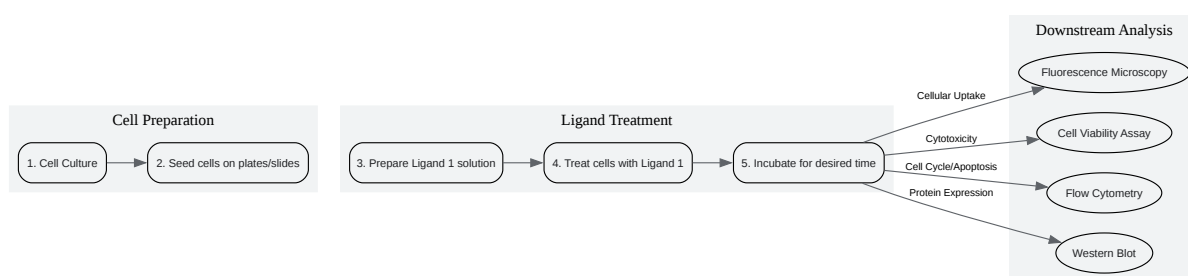 Cell Preparation
1. Cell Culture
2. Seed cells on plates/slides
Ligand Treatment
3. Prepare Ligand 1 solution
4. Treat cells with Ligand 1
5. Incubate for desired time
Cellular Uptake
Cytotoxicity
Cell Cycle/Apoptosis
Protein Expression
Downstream Analysis
Fluorescence Microscopy
Cell Viability Assay
Flow Cytometry
Western Blot